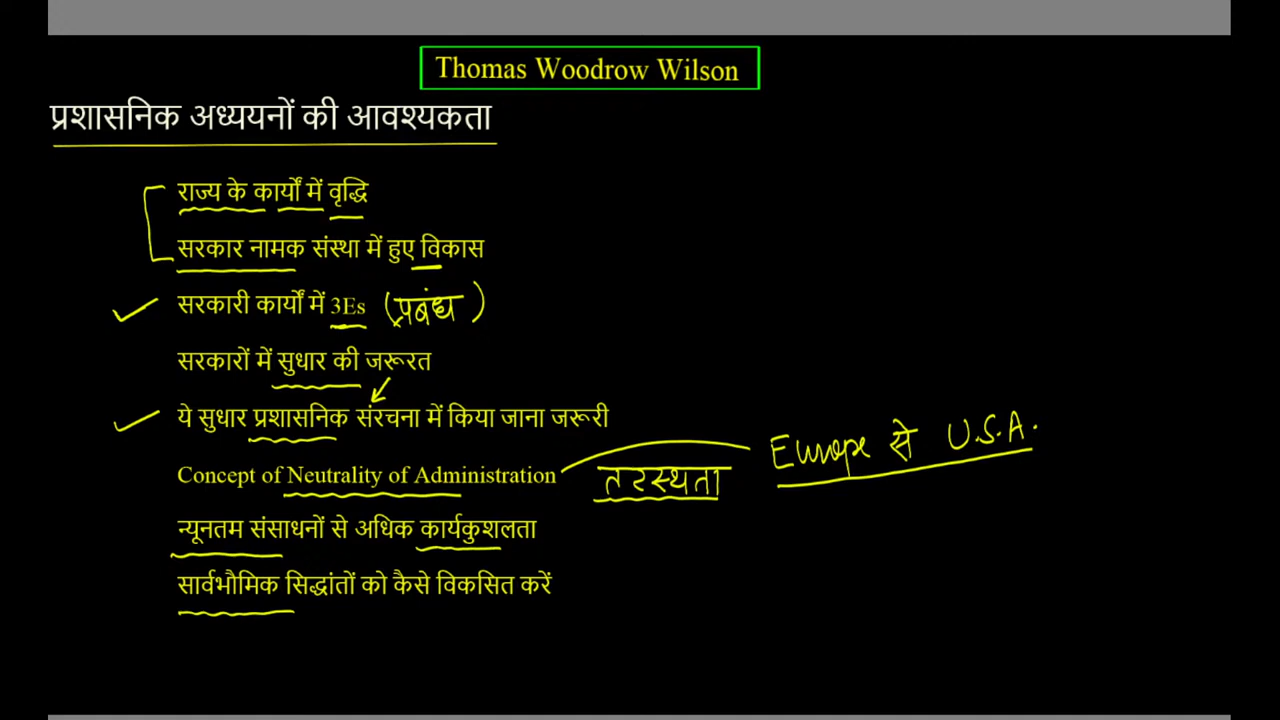 Thomas Woodrow Wilson
प्रशासनिक अध्ययनों की आवश्यकता
राज्य के कार्यों में वृद्धि
सरकार नामक संस्था में हुए विकास
सरकारी कार्यों में 3Es (प्रबंध)
सरकारों में सुधार की जरूरत
ये सुधार प्रशासनिक संरचना में किया जाना जरूरी
Concept of Neutrality of Administration तटस्थता Europe से U.S.A.
न्यूनतम संसाधनों से अधिक कार्यकुशलता
सार्वभौमिक सिद्धांतों को कैसे विकसित करें